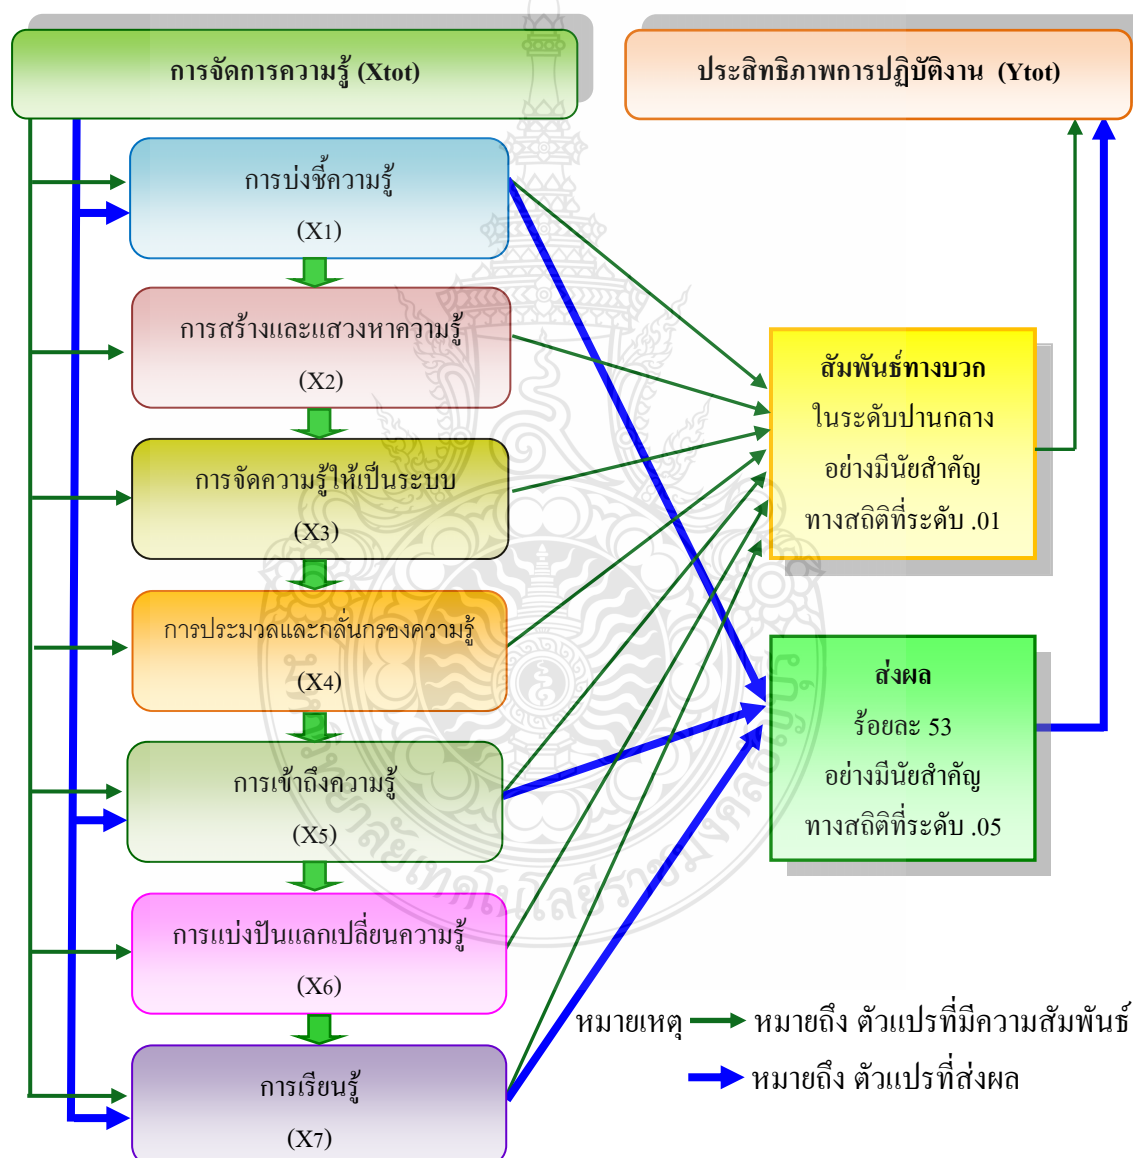 การจัดการความรู้ (Xtot)
ประสิทธิภาพการปฏิบัติงาน (Ytot)
การบ่งชี้ความรู้
(X1)
การสร้างและแสวงหาความรู้
(X2)
การจัดความรู้ให้เป็นระบบ
(X3)
การประมวลและกลั่นกรองความรู้
(X4)
การเข้าถึงความรู้
(X5)
การแบ่งปันแลกเปลี่ยนความรู้
(X6)
การเรียนรู้
(X7)
สัมพันธ์ทางบวก
ในระดับปานกลาง
อย่างมีนัยสำคัญ
ทางสถิติที่ระดับ .01
ส่งผล
ร้อยละ 53
อย่างมีนัยสำคัญ
ทางสถิติที่ระดับ .05
หมายเหตุ หมายถึง ตัวแปรที่มีความสัมพันธ์
หมายถึง ตัวแปรที่ส่งผล